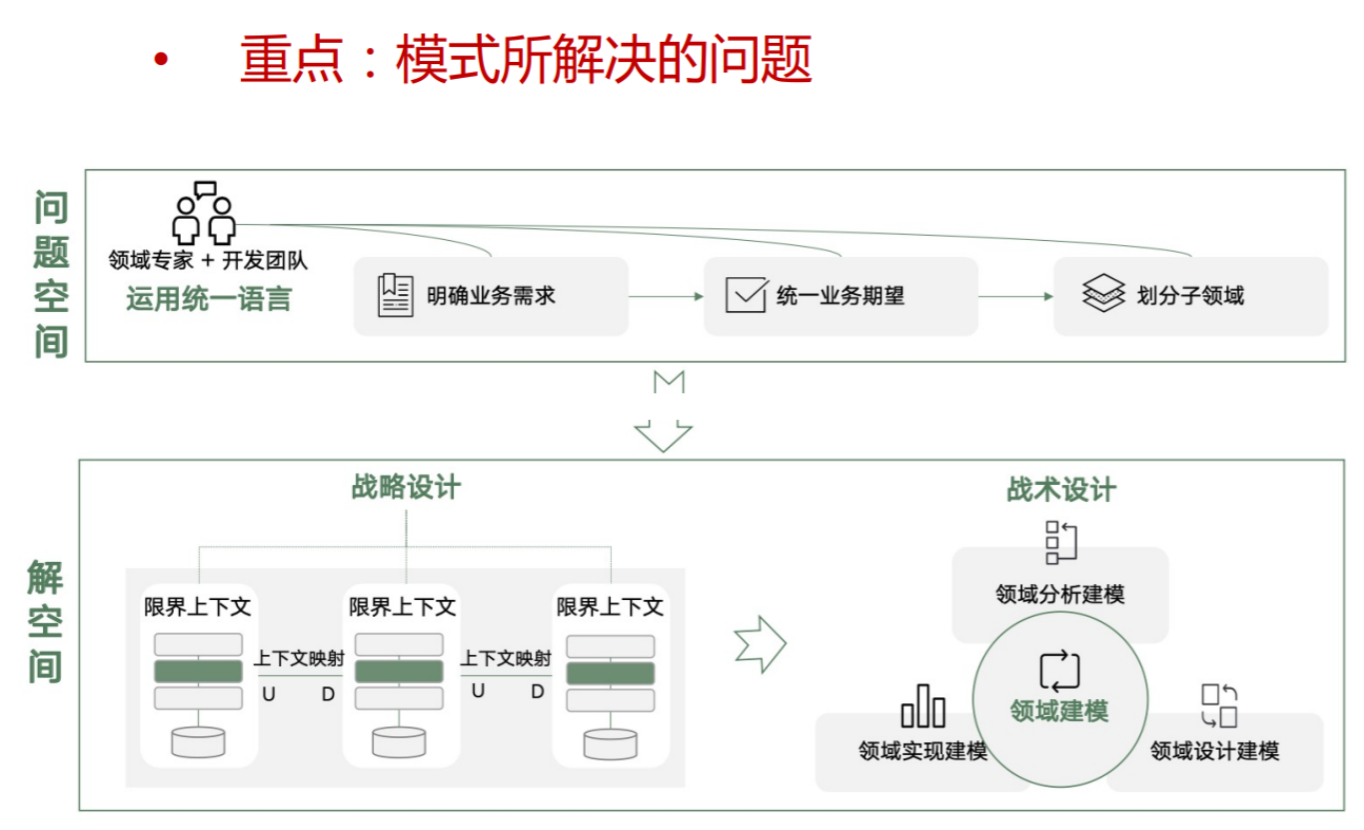 • 重点：模式所解决的问题
问题空间
领域专家 + 开发团队
运用统一语言
明确业务需求
统一业务期望
划分子领域
解空间
战略设计
限界上下文
限界上下文
限界上下文
上下文映射
U D
上下文映射
U D
战术设计
领域分析建模
领域建模
领域实现建模
领域设计建模